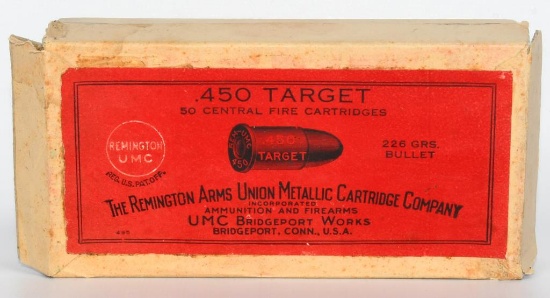 .450 TARGET
50 CENTRAL FIRE CARTRIDGES
.450
TARGET
226 GRS.
BULLET
REMINGTON
UMC
REG. U.S. PAT. OFF.
THE REMINGTON ARMS UNION METALLIC CARTRIDGE COMPANY
INCORPORATED
AMMUNITION AND FIREARMS
UMC BRIDGEPORT WORKS
BRIDGEPORT, CONN., U.S.A.